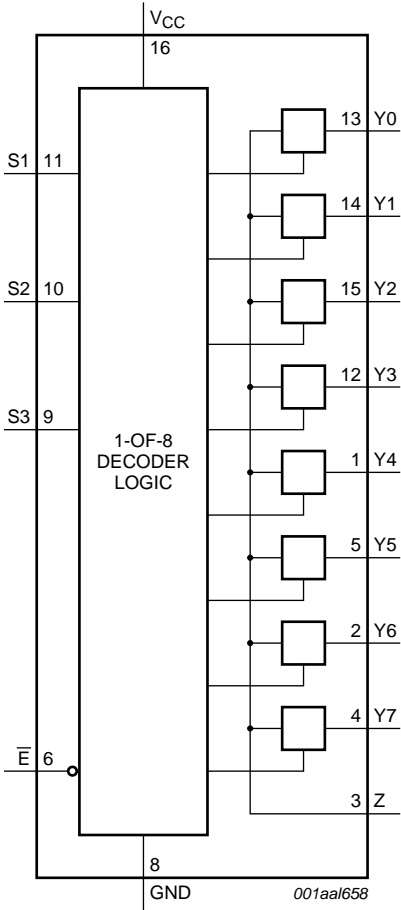 VCC
16
13 Y0
S1 11
14 Y1
S2 10
15 Y2
12 Y3
S3 9
1-OF-8
DECODER
LOGIC
1 Y4
5 Y5
2 Y6
4 Y7
E̅ 6
3 Z
8
GND
001aal658